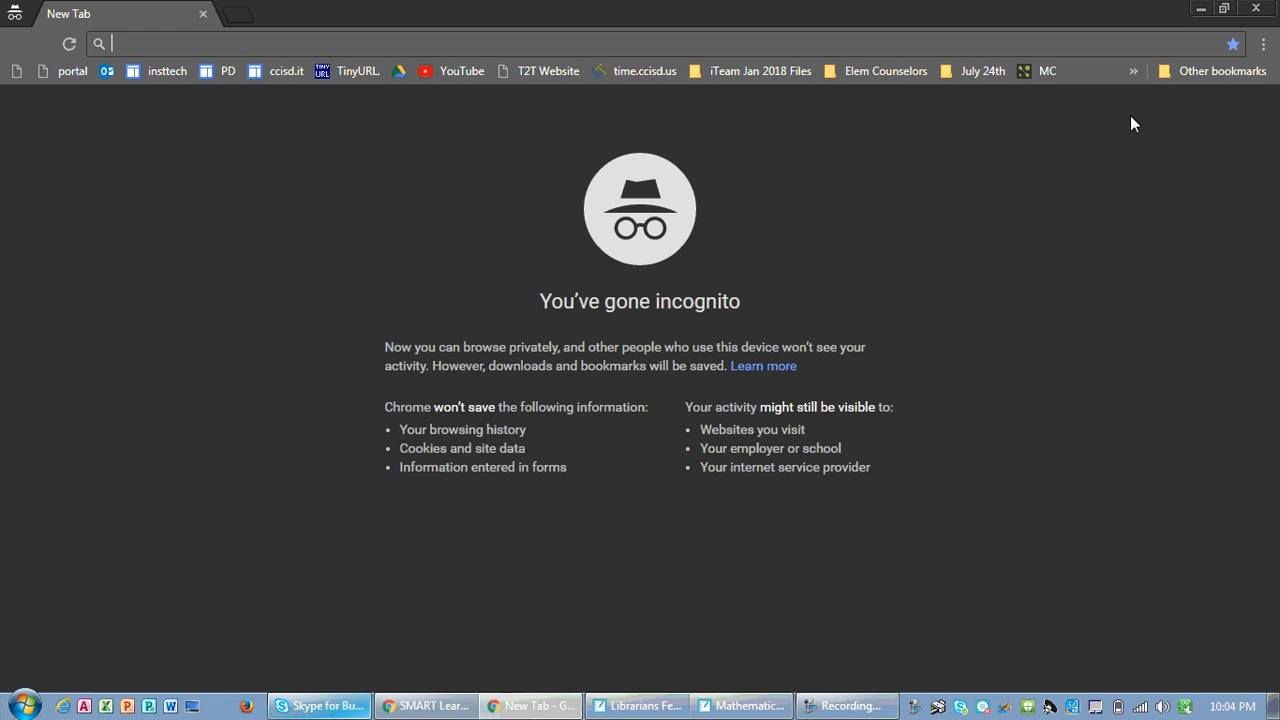 New Tab
portal insttech PD ccisd.it TinyURL YouTube T2T Website time.ccisd.us iTeam Jan 2018 Files Elem Counselors July 24th MC » Other bookmarks
You've gone incognito
Now you can browse privately, and other people who use this device won't see your
activity. However, downloads and bookmarks will be saved. Learn more
Chrome won't save the following information:
• Your browsing history
• Cookies and site data
• Information entered in forms
Your activity might still be visible to:
• Websites you visit
• Your employer or school
• Your internet service provider
Skype for Bu... SMART Lear... New Tab - G... Librarians Fe... Mathematic... Recording... 10:04 PM